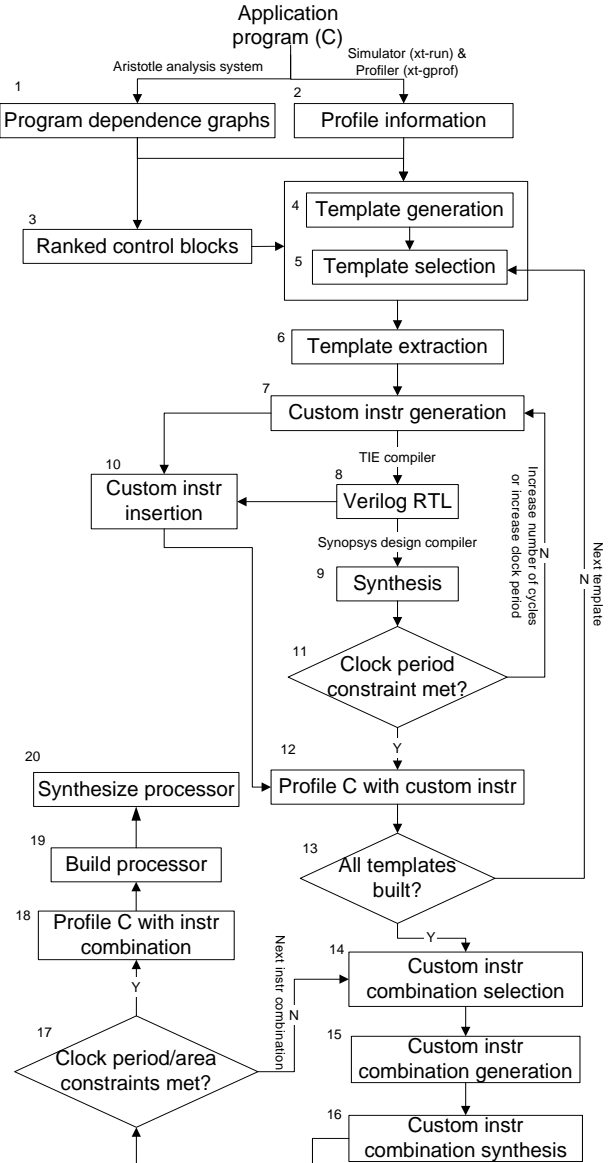 Application
program (C)
Aristotle analysis system
Simulator (xt-run) &
Profiler (xt-gprof)
1
Program dependence graphs
2
Profile information
3
Ranked control blocks
4
Template generation
5
Template selection
6
Template extraction
7
Custom instr generation
TIE compiler
8
Verilog RTL
10
Custom instr
insertion
Synopsys design compiler
9
Synthesis
Increase number of cycles
or increase clock period
N
Next template
N
11
Clock period
constraint met?
Y
12
Profile C with custom instr
13
All templates
built?
Y
14
Custom instr
combination selection
15
Custom instr
combination generation
16
Custom instr
combination synthesis
17
Clock period/area
constraints met?
Next instr combination
N
Y
18
Profile C with instr
combination
19
Build processor
20
Synthesize processor